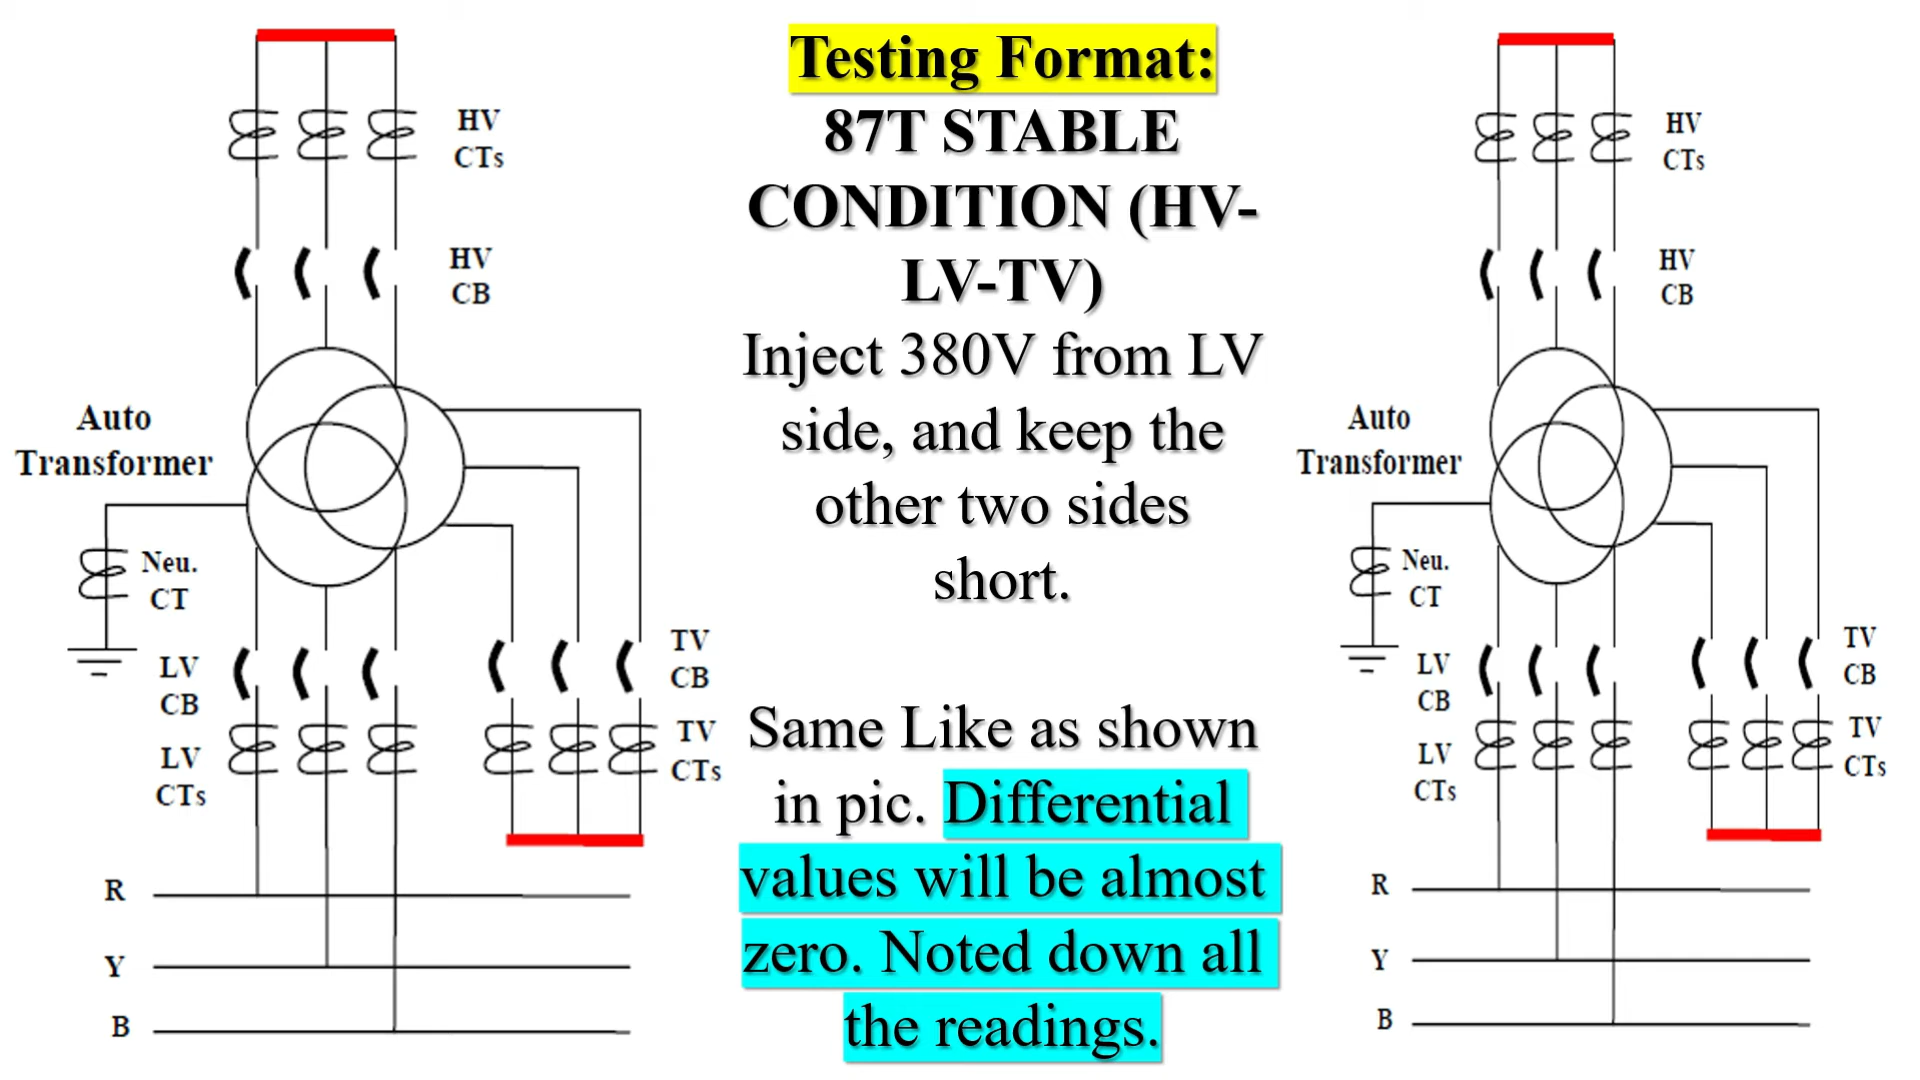 HV
CTs
HV
CB
Auto
Transformer
Neu.
CT
LV
CB
LV
CTs
TV
CB
TV
CTs
R
Y
B
Testing Format:
87T STABLE
CONDITION (HV-
LV-TV)
Inject 380V from LV
side, and keep the
other two sides
short.
Same Like as shown
in pic. Differential
values will be almost
zero. Noted down all
the readings.
HV
CTs
HV
CB
Auto
Transformer
Neu.
CT
LV
CB
LV
CTs
TV
CB
TV
CTs
R
Y
B